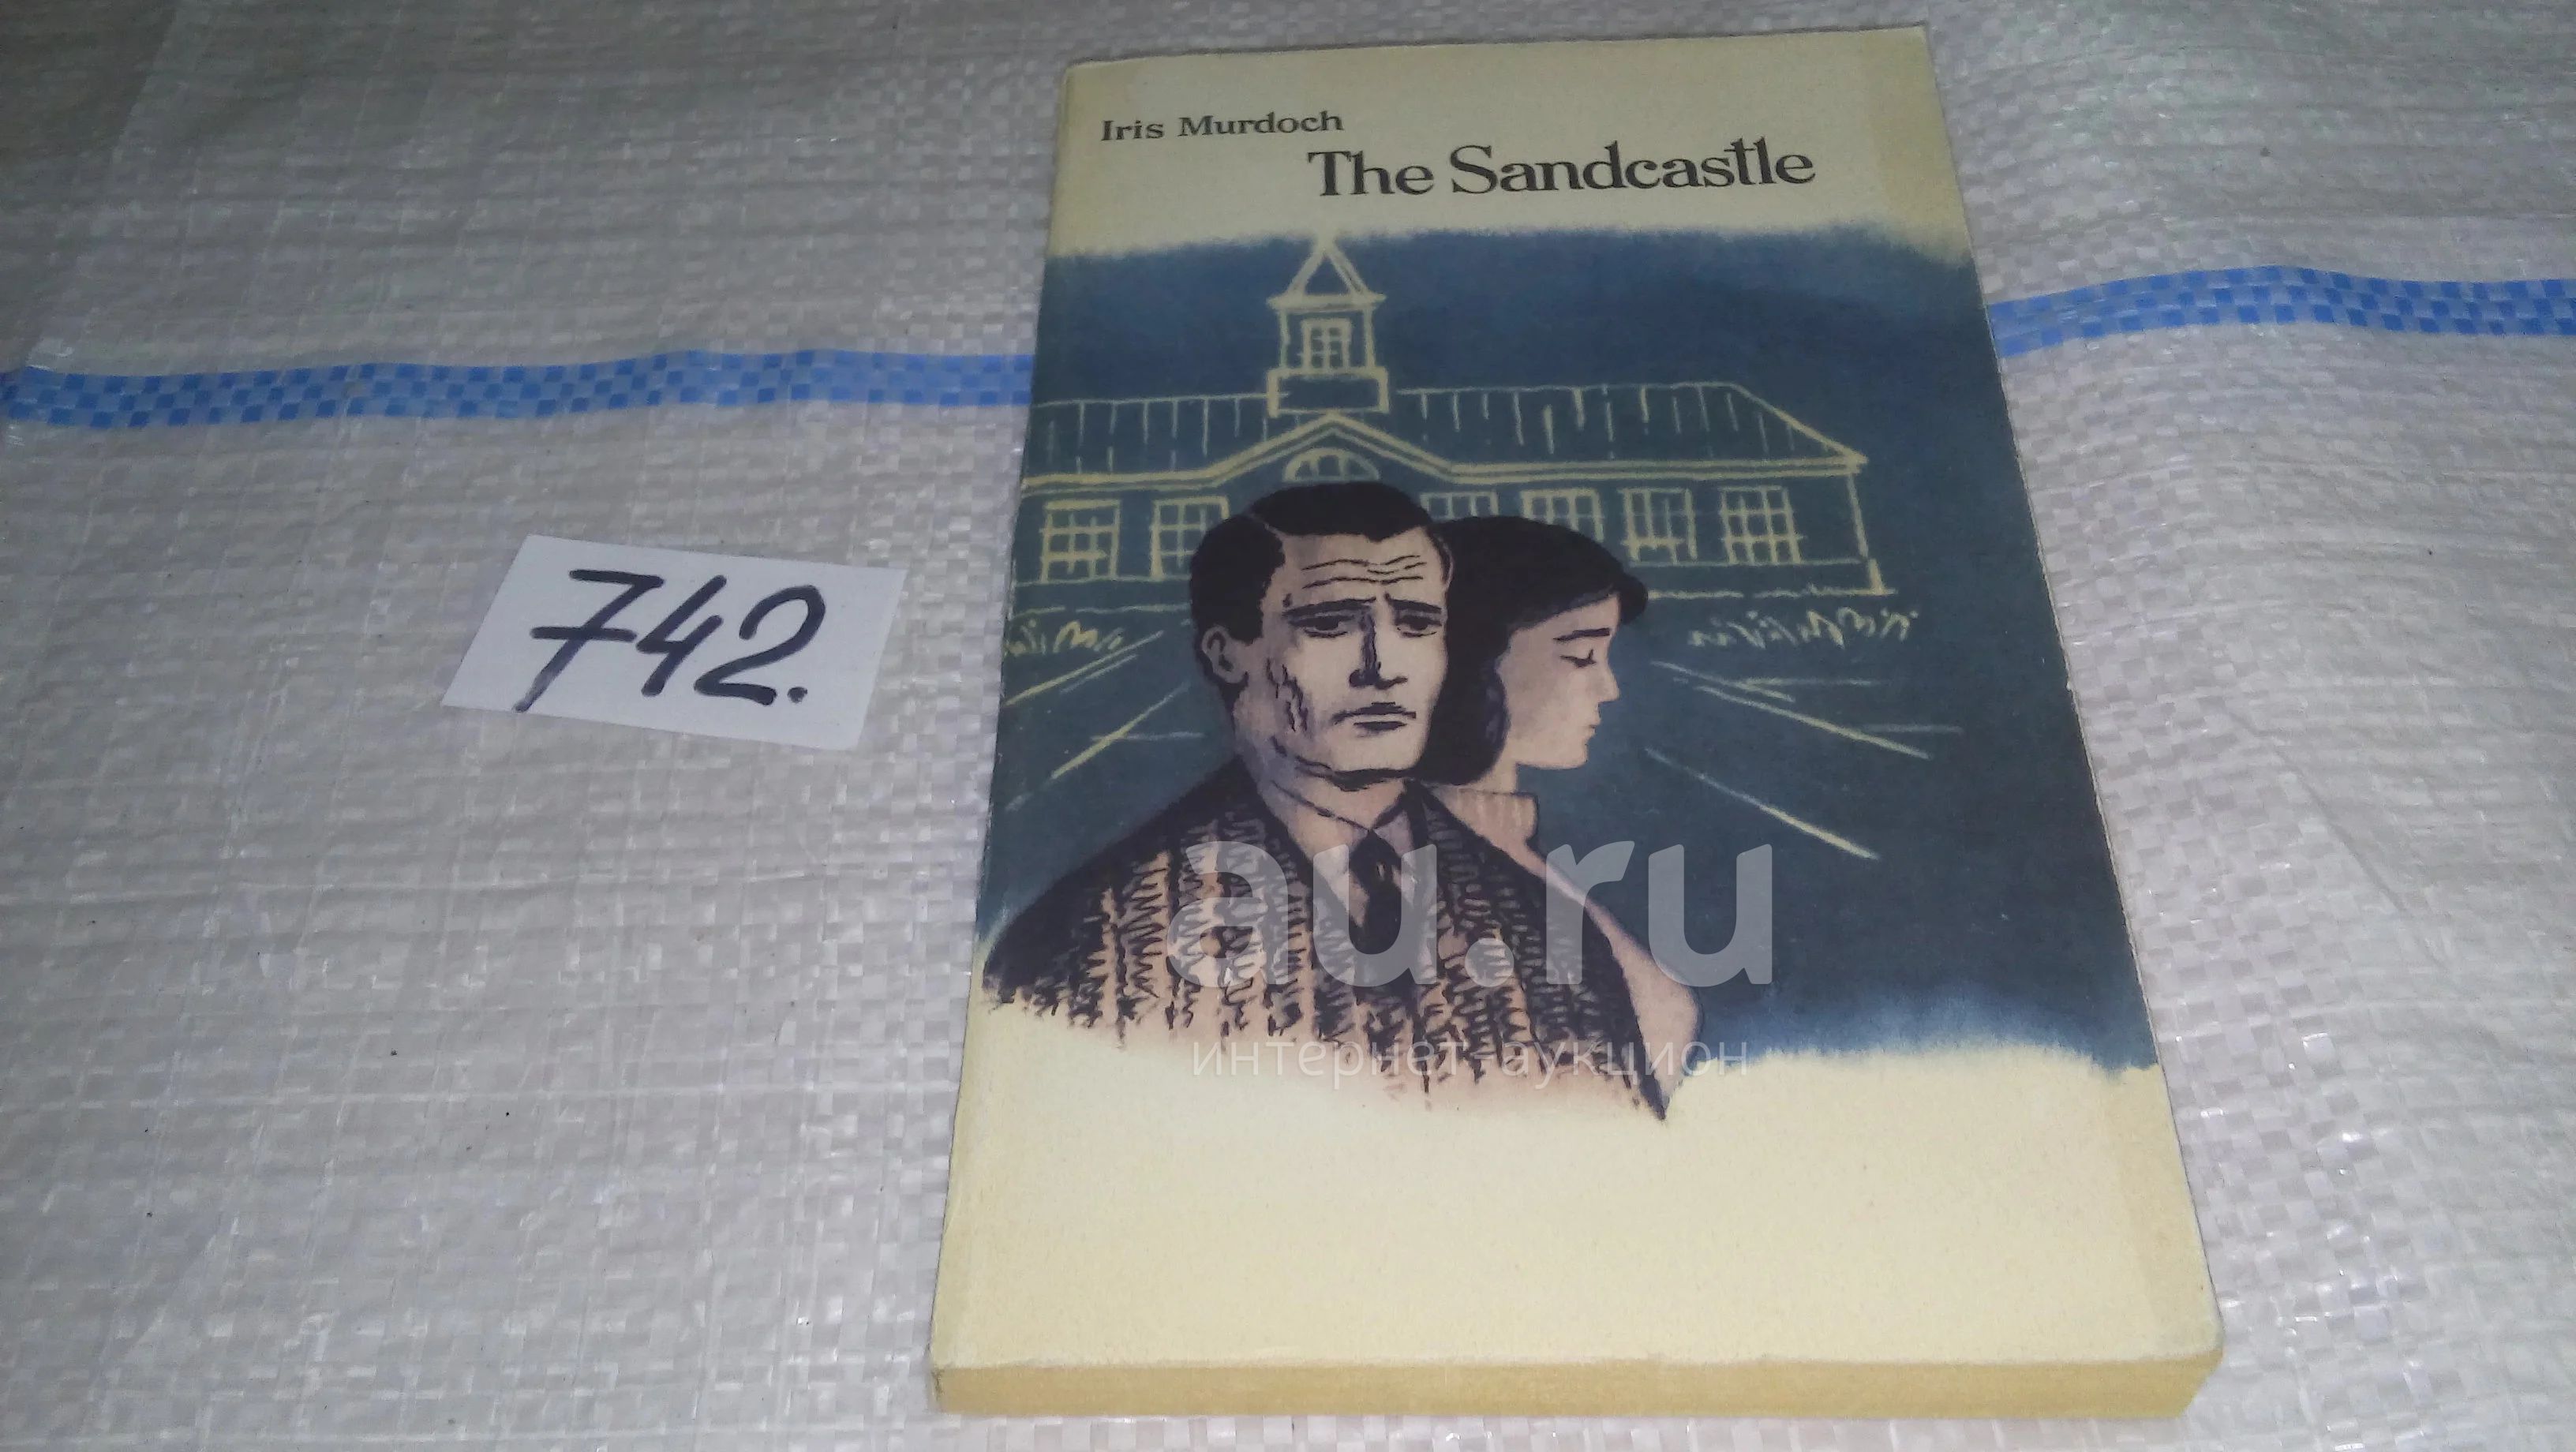 Iris Murdoch
The Sandcastle
742.
au.ru
интернет аукцион